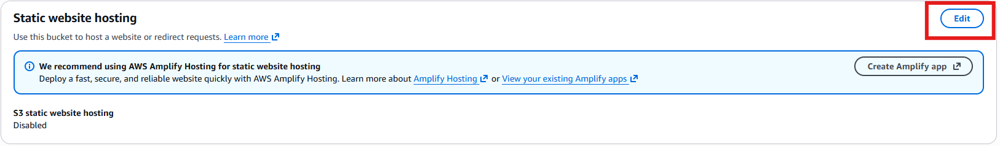 Static website hosting
Edit
Use this bucket to host a website or redirect requests. Learn more
We recommend using AWS Amplify Hosting for static website hosting
Create Amplify app
Deploy a fast, secure, and reliable website quickly with AWS Amplify Hosting. Learn more about Amplify Hosting or View your existing Amplify apps
S3 static website hosting
Disabled